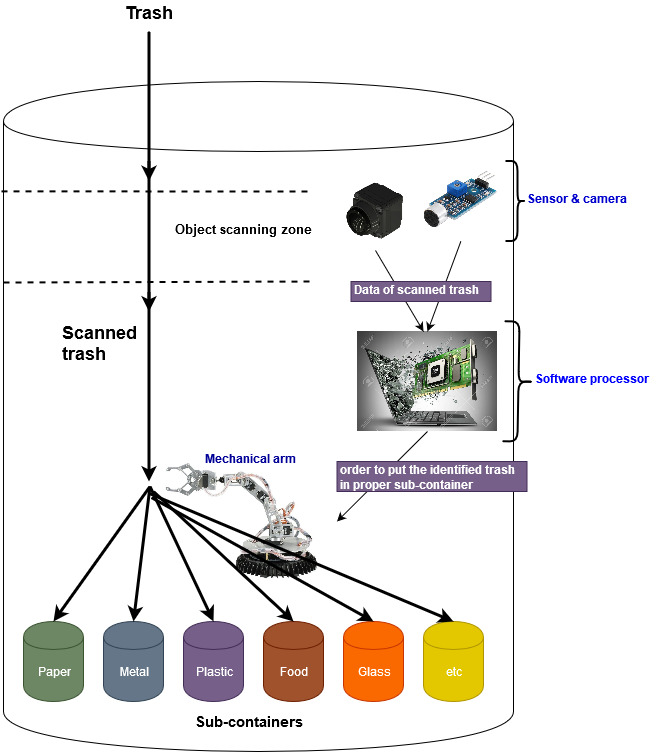 Trash
Sensor & camera
Object scanning zone
Data of scanned trash
Scanned
trash
Software processor
Mechanical arm
order to put the identified trash
in proper sub-container
Paper
Metal
Plastic
Food
Glass
etc
Sub-containers